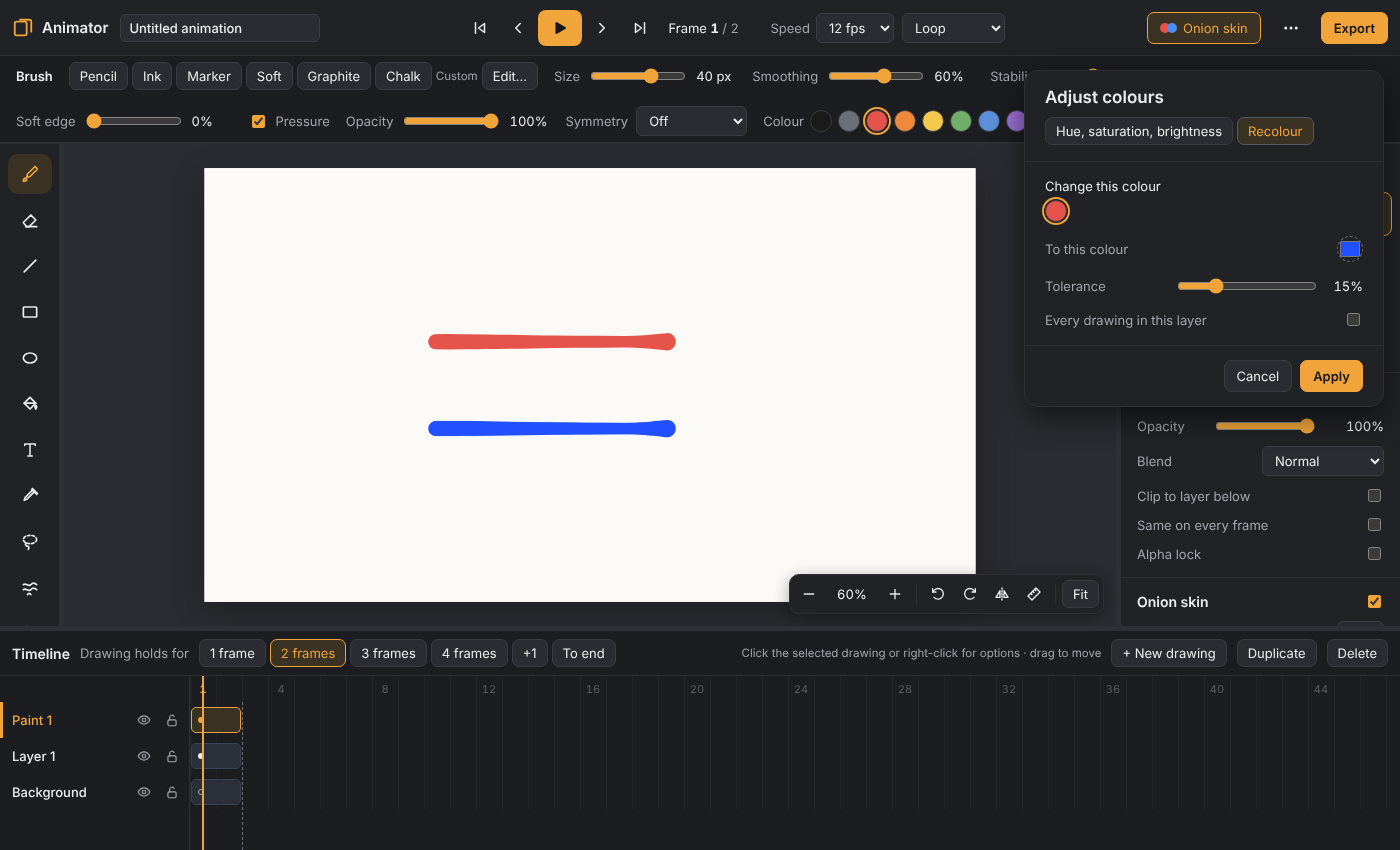 Animator
Untitled animation
Frame 1 / 2
Speed
12 fps
Loop
Onion skin
Export
Brush
Pencil
Ink
Marker
Soft
Graphite
Chalk
Custom
Edit...
Size
40 px
Smoothing
60%
Soft edge
0%
Pressure
Opacity
100%
Symmetry
Off
Colour
Adjust colours
Hue, saturation, brightness
Recolour
Change this colour
To this colour
Tolerance
15%
Every drawing in this layer
Cancel
Apply
Opacity
100%
Blend
Normal
Clip to layer below
Same on every frame
Alpha lock
Onion skin
60%
Fit
Timeline
Drawing holds for
1 frame
2 frames
3 frames
4 frames
+1
To end
Click the selected drawing or right-click for options · drag to move
+ New drawing
Duplicate
Delete
1 4 8 12 16 20 24 28 32 36 40 44
Paint 1
Layer 1
Background